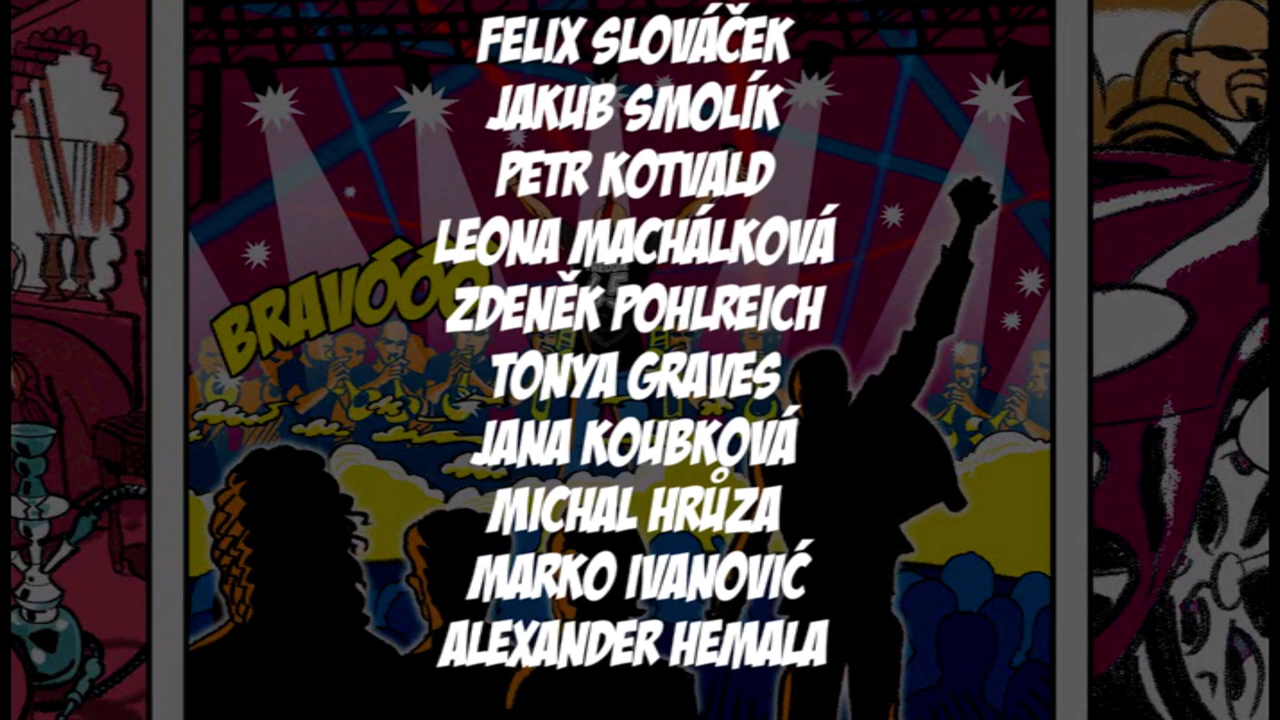 FELIX SLOVÁČEK
JAKUB SMOLÍK
PETR KOTVALD
LEONA MACHÁLKOVÁ
ZDENĚK POHLREICH
TONYA GRAVES
JANA KOUBKOVÁ
MICHAL HRŮZA
MARKO IVANOVIĆ
ALEXANDER HEMALA
BRAVÓÓÓ